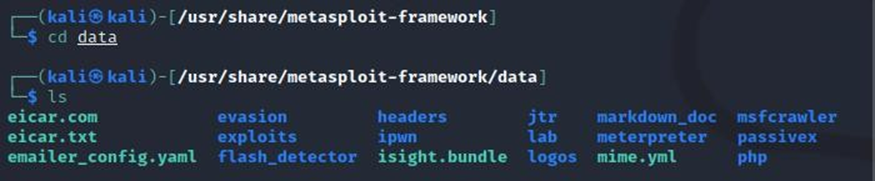 ┌──(kali㉿kali)-[/usr/share/metasploit-framework]
└─$ cd data
┌──(kali㉿kali)-[/usr/share/metasploit-framework/data]
└─$ ls
eicar.com evasion headers jtr markdown_doc msfcrawler
eicar.txt exploits ipwn lab meterpreter passivex
emailer_config.yaml flash_detector isight.bundle logos mime.yml php